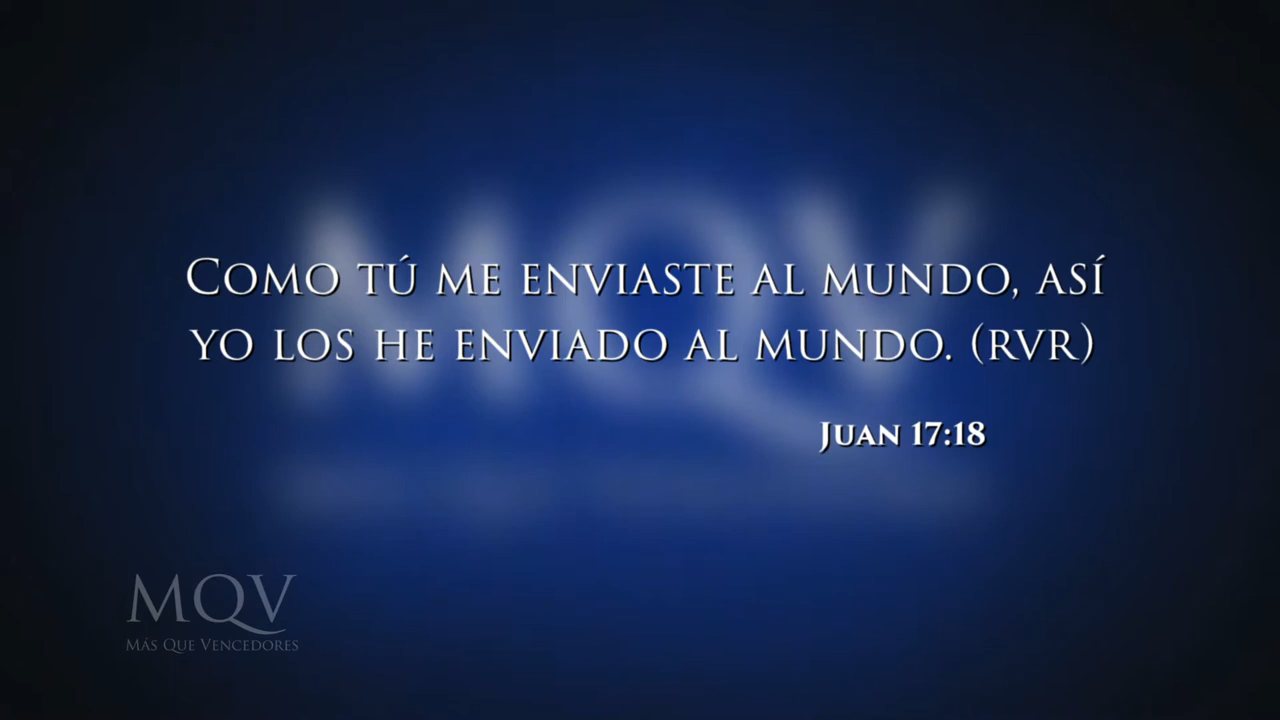 Como tú me enviaste al mundo, así
yo los he enviado al mundo. (rvr)
Juan 17:18
MQV
Más Que Vencedores